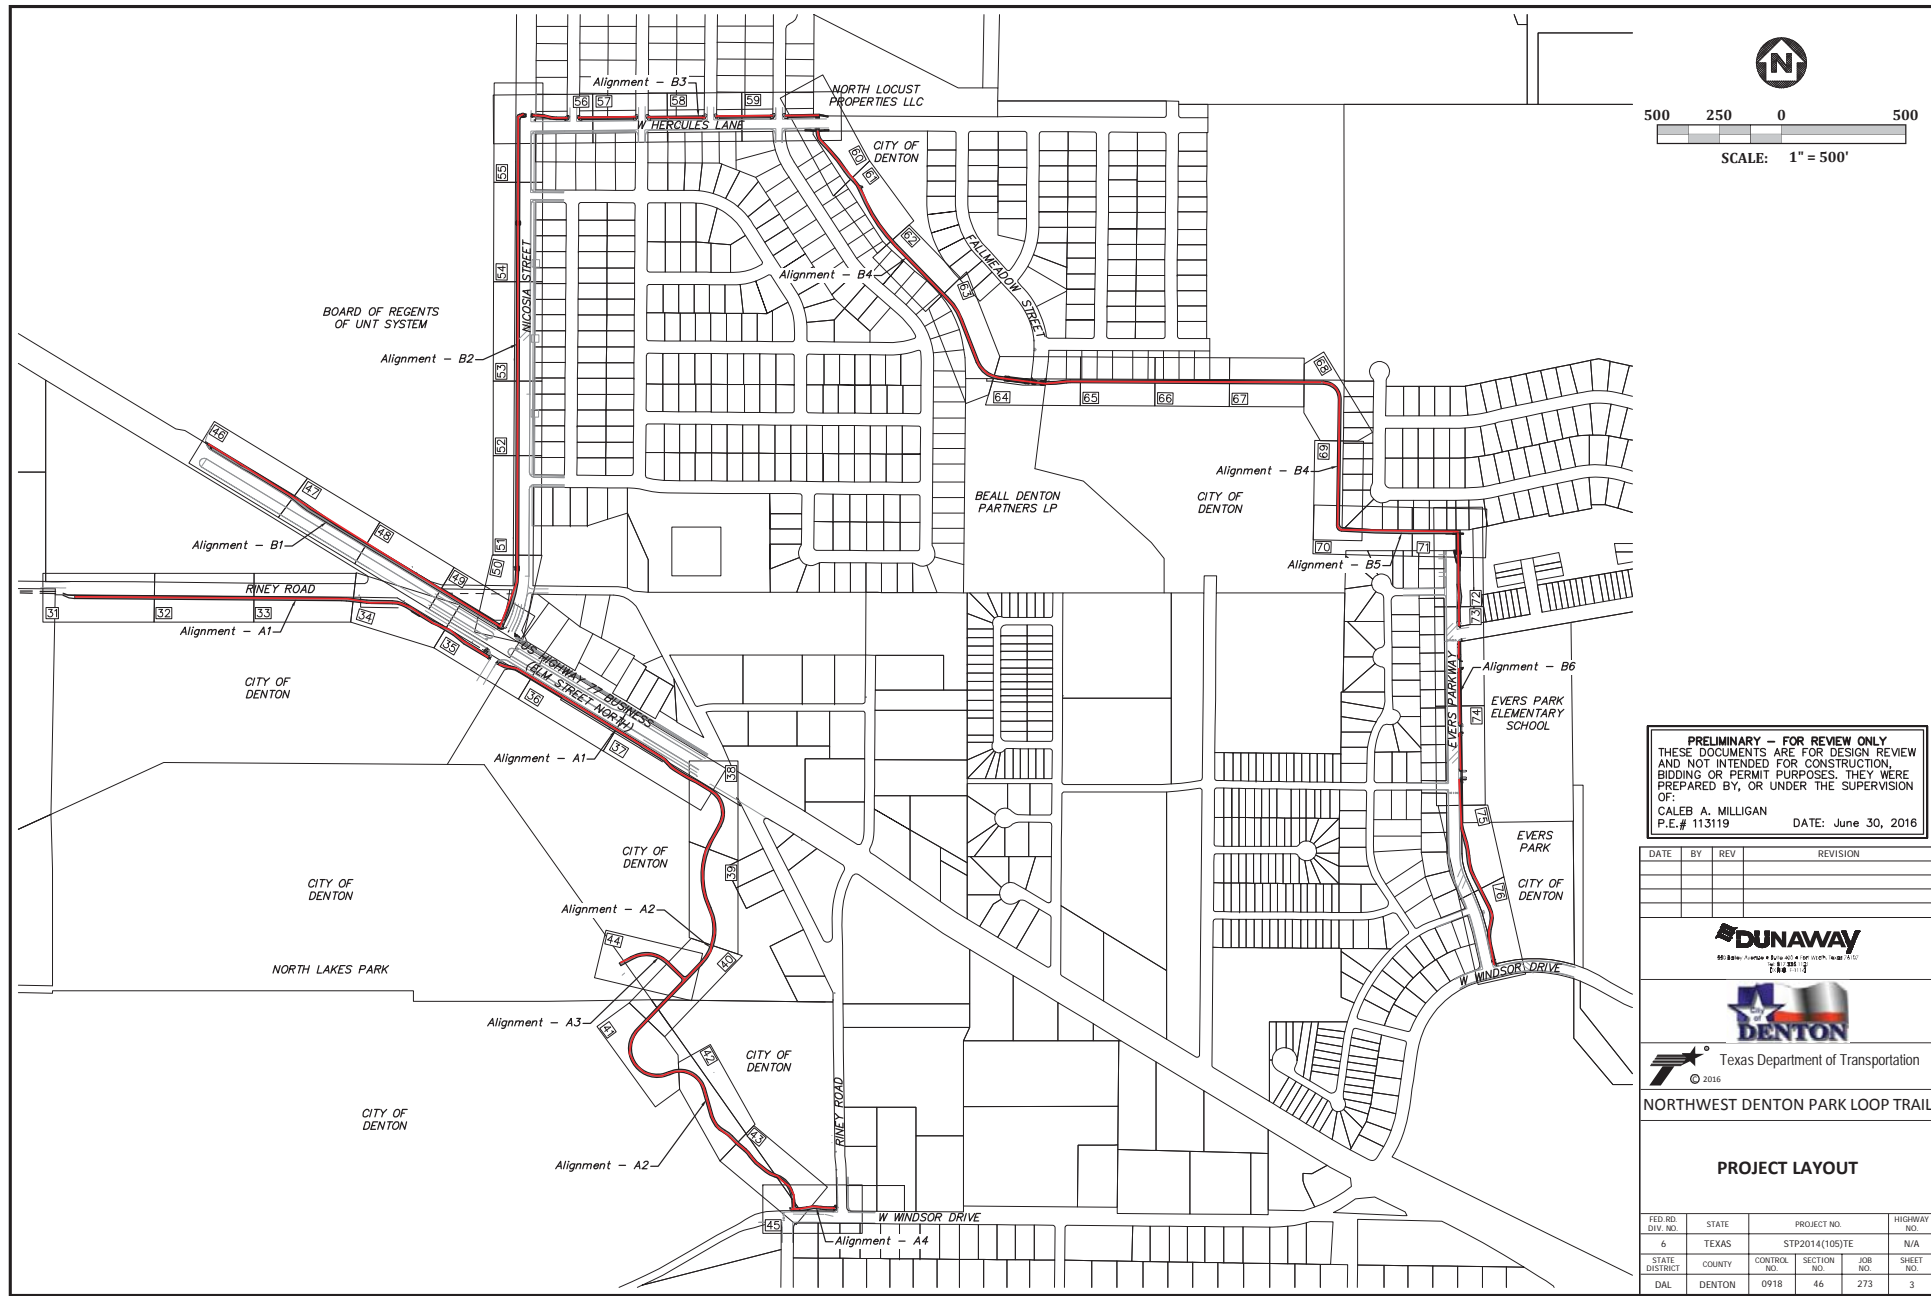 Alignment - B3
56
57
58
59
NORTH LOCUST
PROPERTIES LLC
W HERCULES LANE
CITY OF
DENTON
60
61
55
62
FALLMEADOW STREET
54
NICOSIA STREET
Alignment - B4
63
BOARD OF REGENTS
OF UNT SYSTEM
Alignment - B2
53
68
64
65
66
67
46
52
69
Alignment - B4
47
BEALL DENTON
PARTNERS LP
CITY OF
DENTON
48
Alignment - B1
51
70
71
Alignment - B5
50
49
RINEY ROAD
31
32
33
34
Alignment - A1
72
73
35
US HIGHWAY 77 BUSINESS
(ELM STREET NORTH)
CITY OF
DENTON
36
EVERS PARKWAY
Alignment - B6
EVERS PARK
ELEMENTARY
SCHOOL
74
37
Alignment - A1
38
75
EVERS
PARK
CITY OF
DENTON
39
CITY OF
DENTON
76
CITY OF
DENTON
Alignment - A2
44
40
NORTH LAKES PARK
W WINDSOR DRIVE
Alignment - A3
41
42
CITY OF
DENTON
CITY OF
DENTON
RINEY ROAD
43
Alignment - A2
45
W WINDSOR DRIVE
Alignment - A4
N
500 250 0 500
SCALE: 1" = 500'
PRELIMINARY - FOR REVIEW ONLY
THESE DOCUMENTS ARE FOR DESIGN REVIEW
AND NOT INTENDED FOR CONSTRUCTION,
BIDDING OR PERMIT PURPOSES. THEY WERE
PREPARED BY, OR UNDER THE SUPERVISION
OF:
CALEB A. MILLIGAN
P.E.# 113119 DATE: June 30, 2016
DATE BY REV REVISION
DUNAWAY
City of
DENTON
Texas Department of Transportation
© 2016
NORTHWEST DENTON PARK LOOP TRAIL
PROJECT LAYOUT
FED.RD. DIV. NO. STATE PROJECT NO. HIGHWAY NO.
6 TEXAS STP2014(105)TE N/A
STATE DISTRICT COUNTY CONTROL NO. SECTION NO. JOB NO. SHEET NO.
DAL DENTON 0918 46 273 3